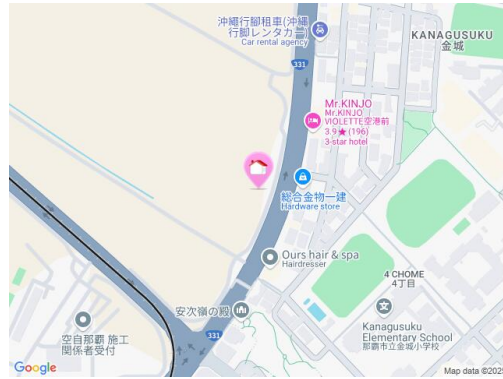 沖縄行腳租車(沖縄
行脚レンタカー)
Car rental agency
331
KANAGUSUKU
金城
Mr.KINJO
Mr.KINJO
VIOLETTE空港前
3.9★ (196)
3-star hotel
総合金物一建
Hardware store
Ours hair & spa
Hairdresser
4 CHOME
4丁目
安次嶺の殿
331
空自那覇 施工
関係者受付
Kanagusuku
Elementary School
那覇市立金城小学校
Google
Map data ©202